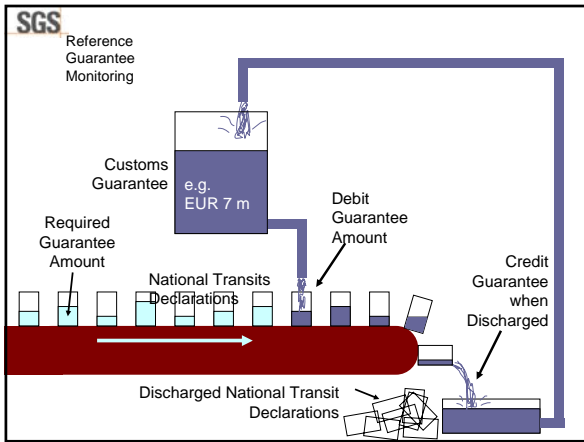 SGS
Reference
Guarantee
Monitoring
Customs
Guarantee
e.g.
EUR 7 m
Required
Guarantee
Amount
Debit
Guarantee
Amount
National Transits
Declarations
Credit
Guarantee
when
Discharged
Discharged National Transit
Declarations